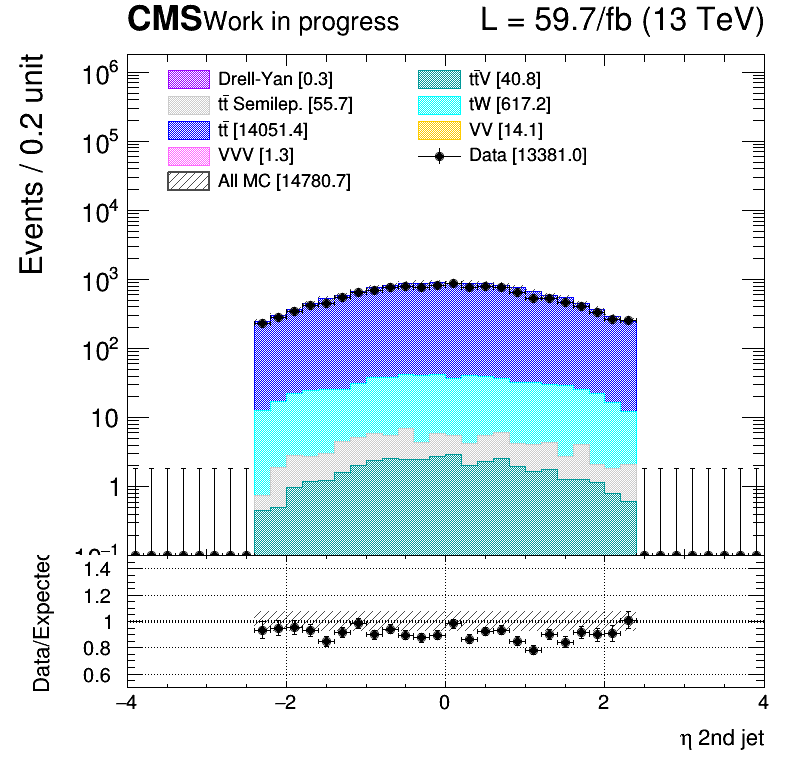 CMS Work in progress L = 59.7/fb (13 TeV)
Events / 0.2 unit
Drell-Yan [0.3]
tt̄ Semilep. [55.7]
tt̄ [14051.4]
VVV [1.3]
All MC [14780.7]
tt̄V [40.8]
tW [617.2]
VV [14.1]
Data [13381.0]
10⁶
10⁵
10⁴
10³
10²
10
1
Data/Expected
1.4
1.2
1
0.8
0.6
−4 −2 0 2 4
η 2nd jet